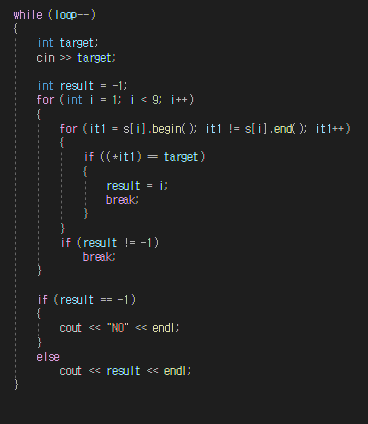 while (loop--)
{
int target;
cin >> target;
int result = -1;
for (int i = 1; i < 9; i++)
{
for (it1 = s[i].begin(); it1 != s[i].end(); it1++)
{
if ((*it1) == target)
{
result = i;
break;
}
}
if (result != -1)
break;
}
if (result == -1)
{
cout << "NO" << endl;
}
else
cout << result << endl;
}